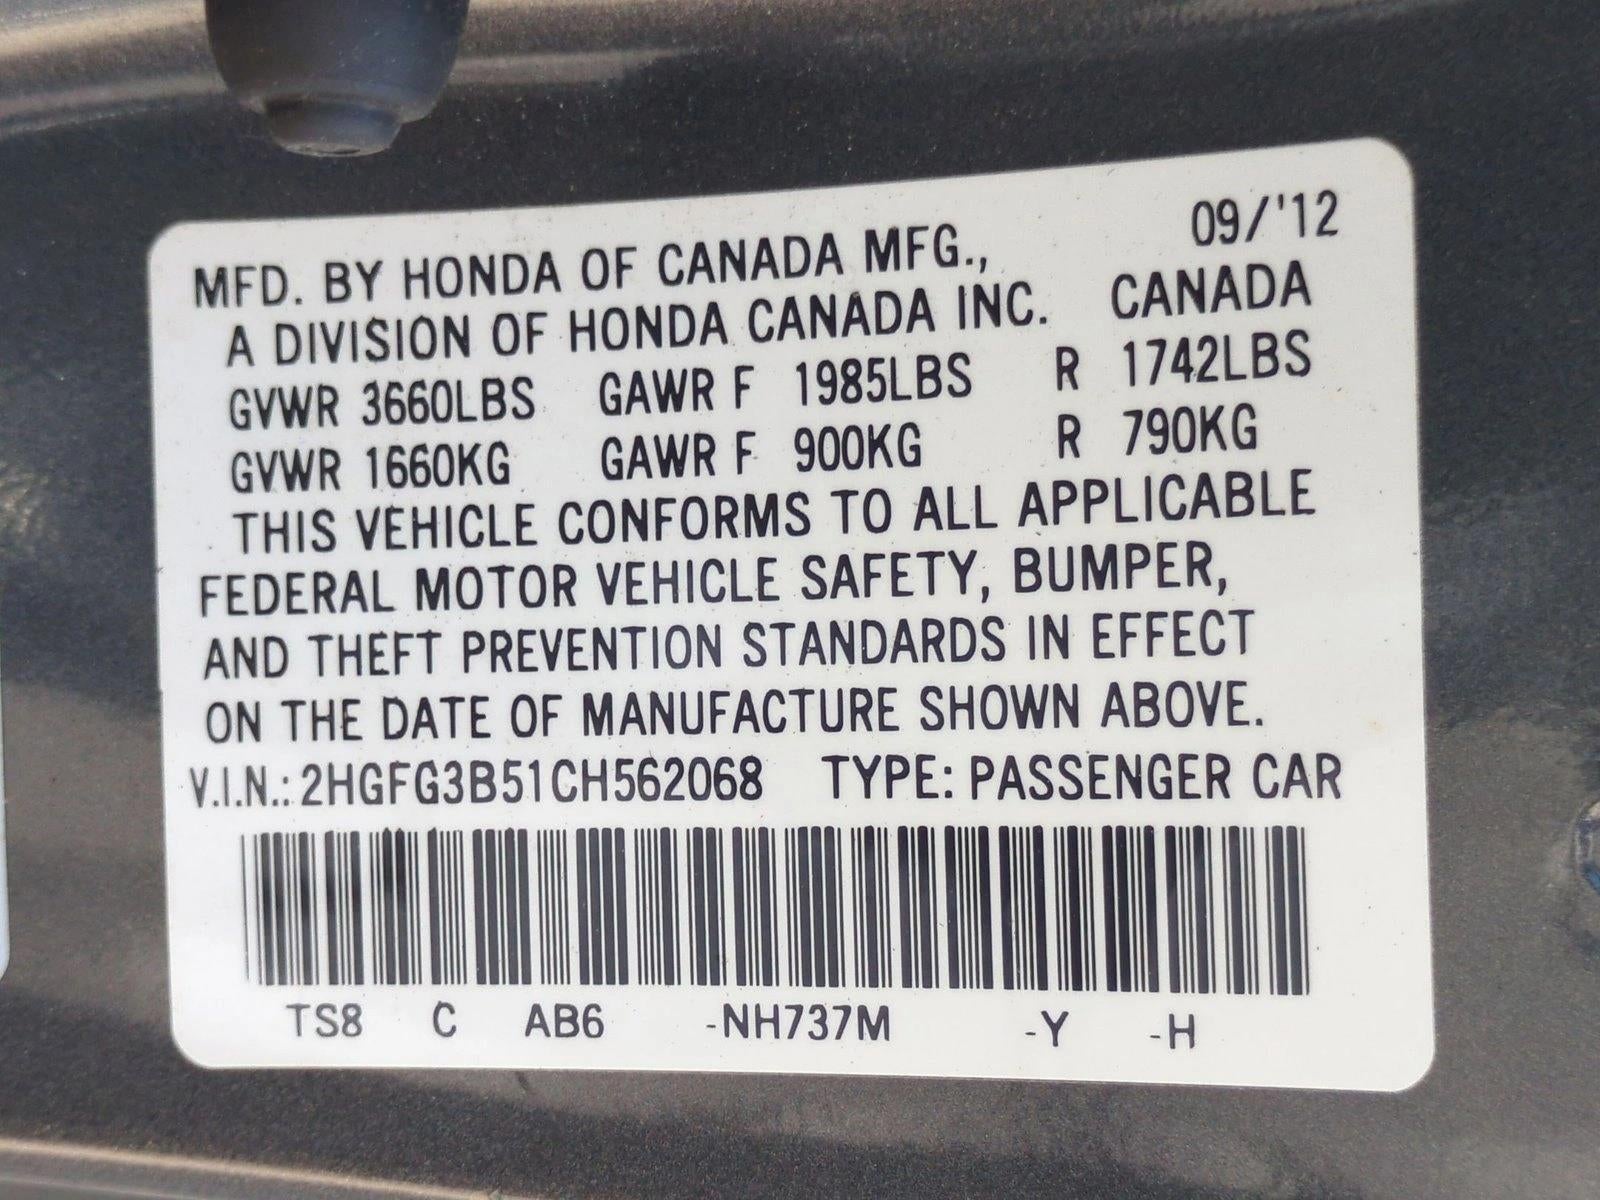 09/'12
MFD. BY HONDA OF CANADA MFG.,
A DIVISION OF HONDA CANADA INC. CANADA
GVWR 3660LBS GAWR F 1985LBS R 1742LBS
GVWR 1660KG GAWR F 900KG R 790KG
THIS VEHICLE CONFORMS TO ALL APPLICABLE
FEDERAL MOTOR VEHICLE SAFETY, BUMPER,
AND THEFT PREVENTION STANDARDS IN EFFECT
ON THE DATE OF MANUFACTURE SHOWN ABOVE.
V.I.N.: 2HGFG3B51CH562068 TYPE: PASSENGER CAR
TS8 C AB6 -NH737M -Y -H